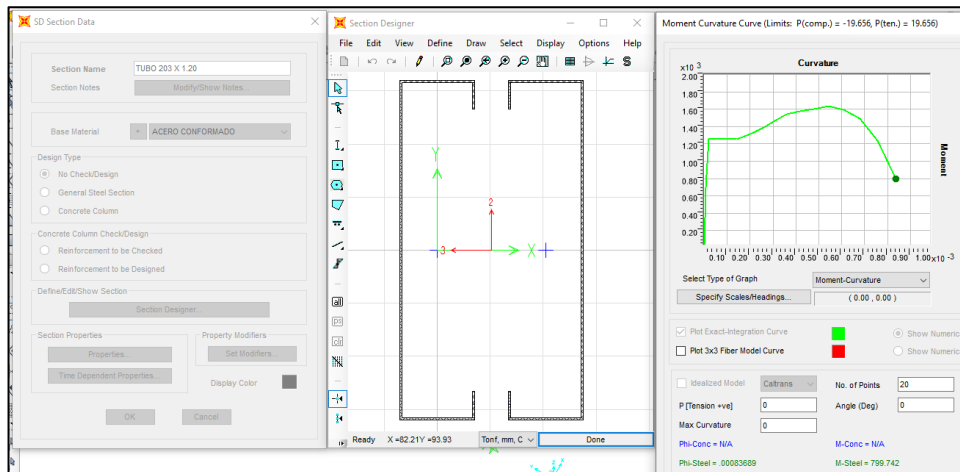 SD Section Data
Section Name
TUBO 203 X 1.20
Section Notes
Modify/Show Notes...
Base Material
+
ACERO CONFORMADO
Design Type
No Check/Design
General Steel Section
Concrete Column
Concrete Column Check/Design
Reinforcement to be Checked
Reinforcement to be Designed
Define/Edit/Show Section
Section Designer...
Section Properties
Properties...
Time Dependent Properties...
Property Modifiers
Set Modifiers...
Display Color
OK
Cancel
Section Designer
File Edit View Define Draw Select Display Options Help
all
ps
clr
S
Y
2
3
X
Ready X =82.21Y =93.93
Tonf, mm, C
Done
Moment Curvature Curve (Limits: P(comp.) = -19.656, P(ten.) = 19.656)
Curvature
x10 3
2.00
1.80
1.60
1.40
1.20
1.00
0.80
0.60
0.40
0.20
Moment
0.10 0.20 0.30 0.40 0.50 0.60 0.70 0.80 0.90 1.00 x10 -3
Select Type of Graph
Moment-Curvature
Specify Scales/Headings...
( 0.00 , 0.00 )
Plot Exact-Integration Curve
Show Numeric
Plot 3x3 Fiber Model Curve
Show Numeric
Idealized Model
Caltrans
No. of Points
20
P [Tension +ve]
0
Angle (Deg)
0
Max Curvature
0
Phi-Conc = N/A
M-Conc = N/A
Phi-Steel = .00083689
M-Steel = 799.742